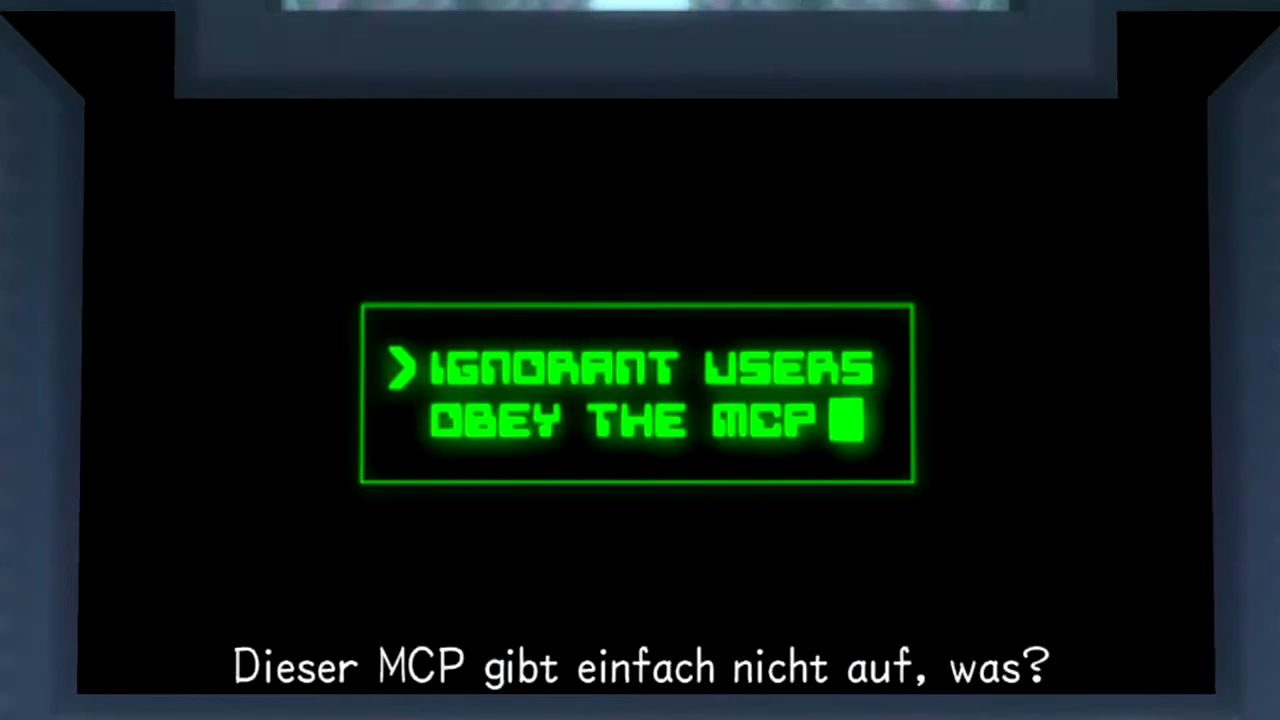 > IGNORANT USERS
OBEY THE MCP
Dieser MCP gibt einfach nicht auf, was?